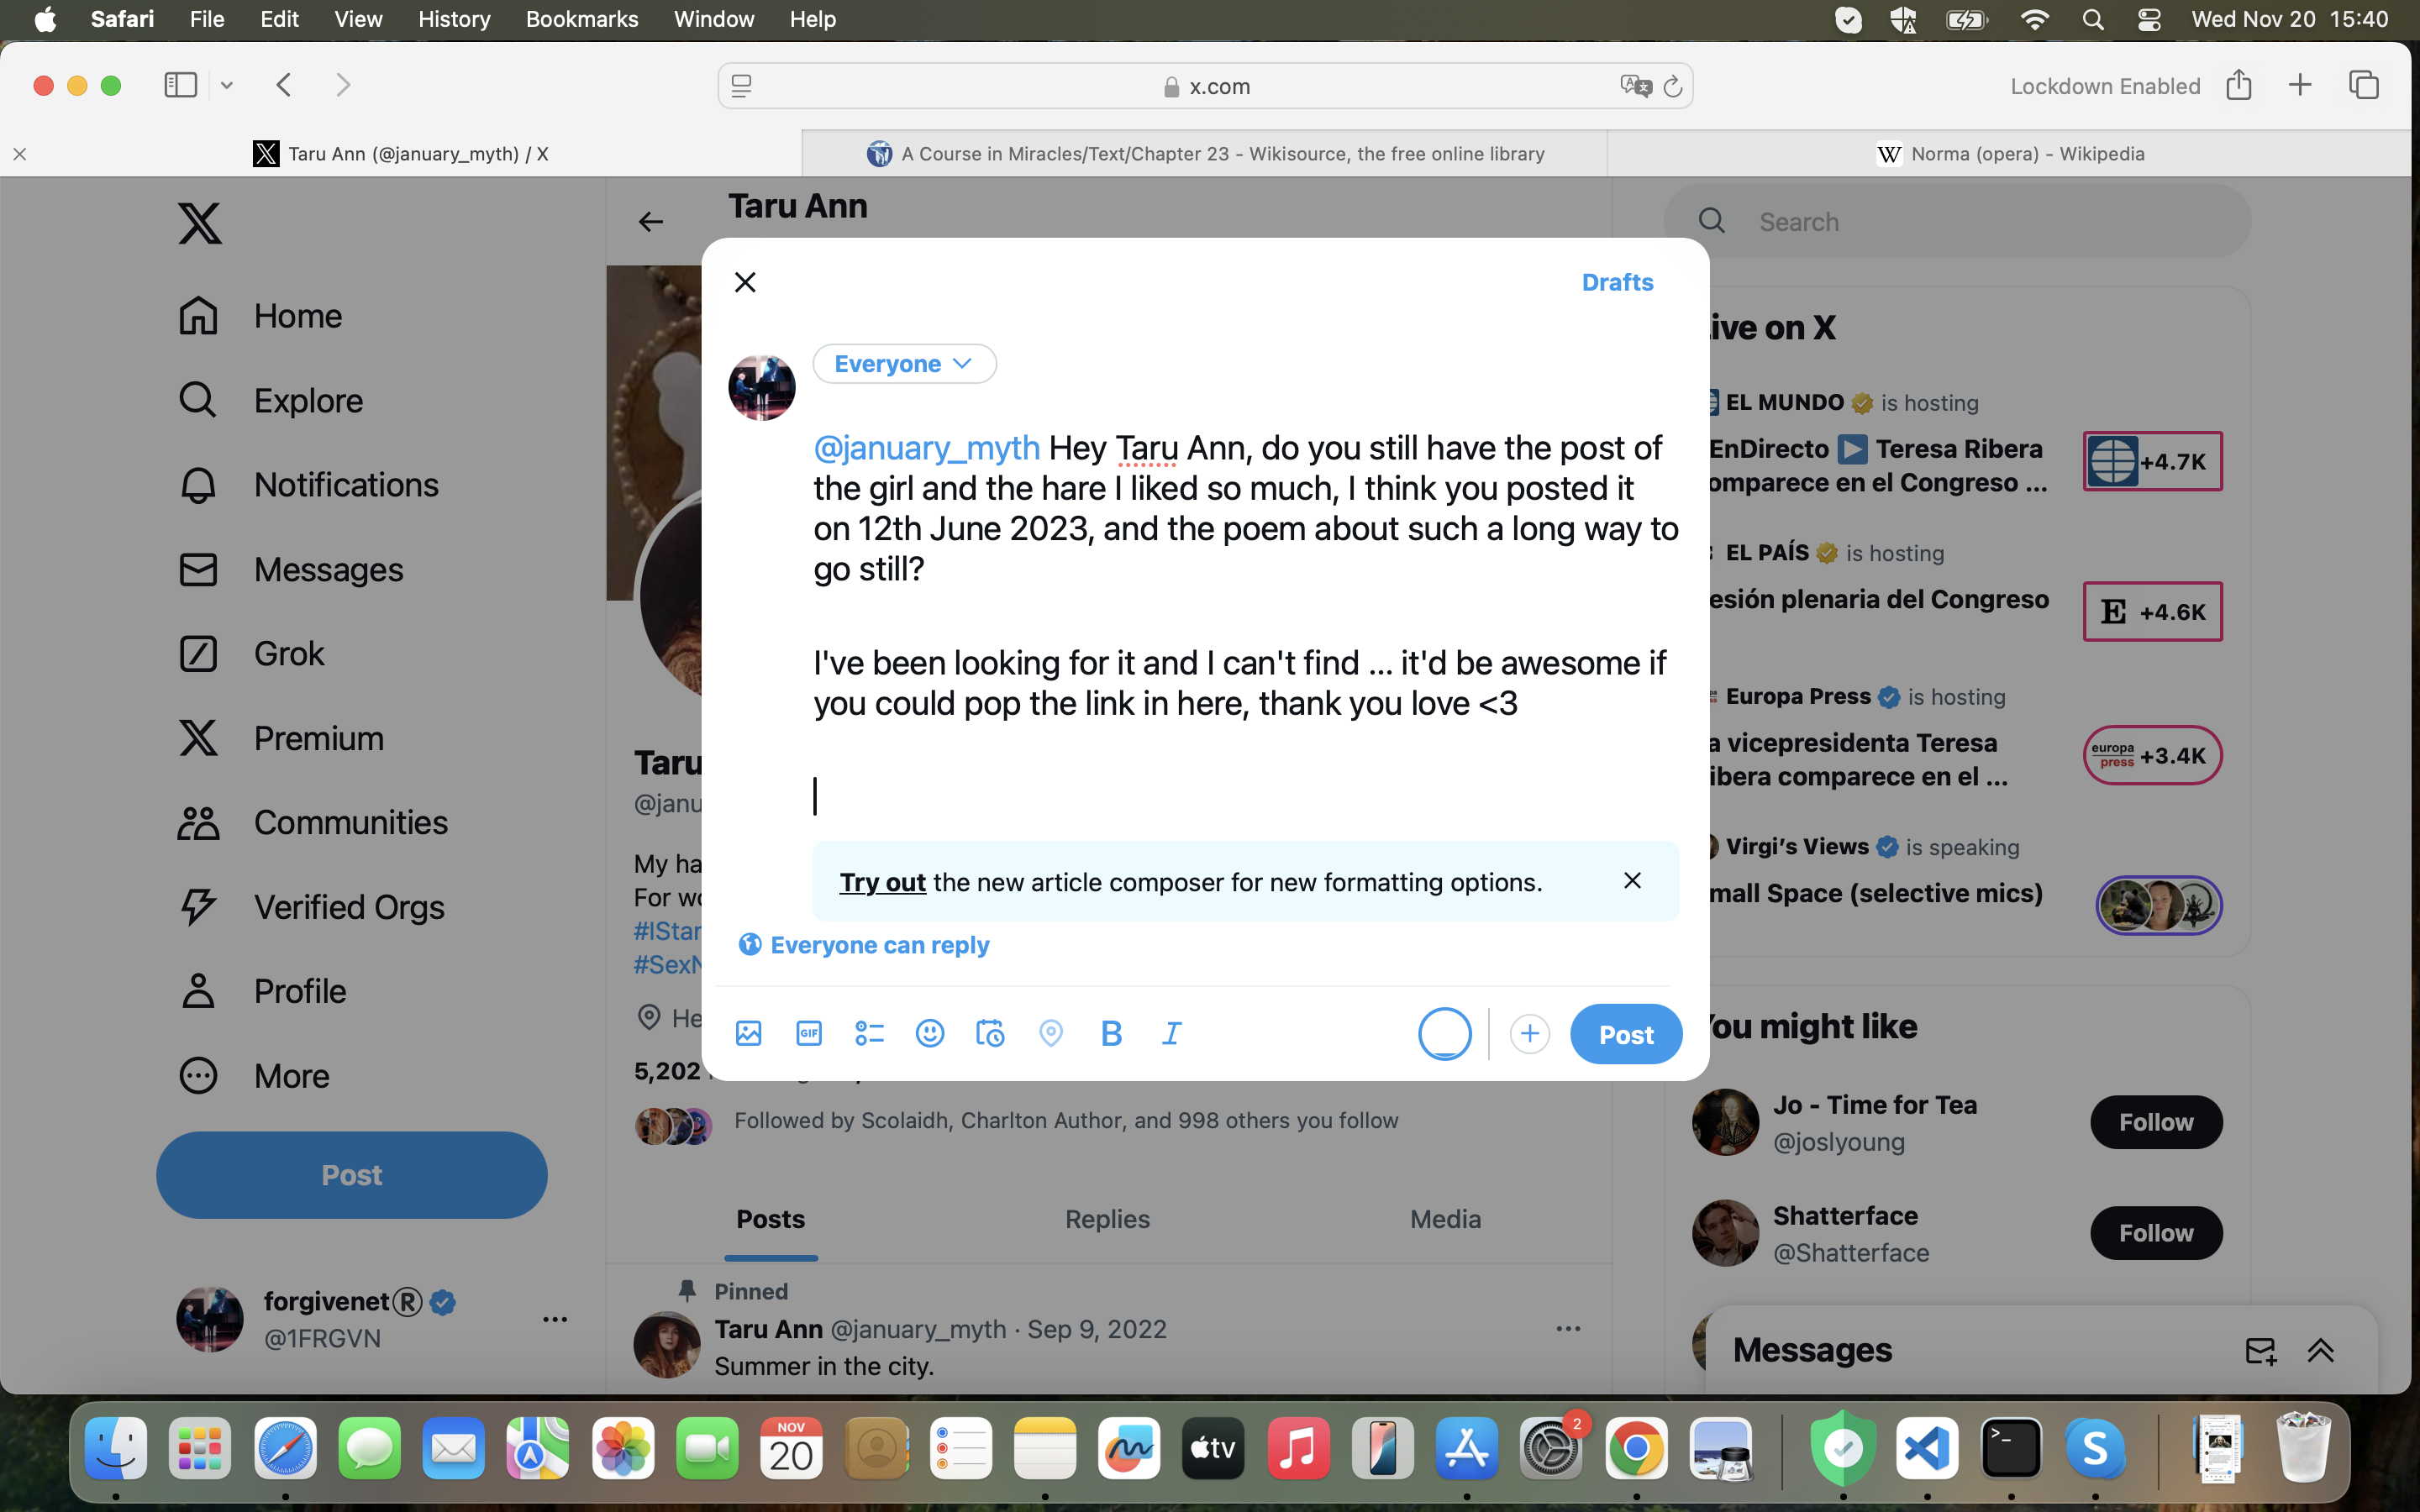 Safari File Edit View History Bookmarks Window Help
Wed Nov 20 15:40
x.com
Lockdown Enabled
Taru Ann (@january_myth) / X
A Course in Miracles/Text/Chapter 23 - Wikisource, the free online library
Norma (opera) - Wikipedia
Home
Explore
Notifications
Messages
Grok
Premium
Communities
Verified Orgs
Profile
More
Post
forgivenet®
@1FRGVN
Taru Ann
Drafts
Everyone
@january_myth Hey Taru Ann, do you still have the post of
the girl and the hare I liked so much, I think you posted it
on 12th June 2023, and the poem about such a long way to
go still?
I've been looking for it and I can't find ... it'd be awesome if
you could pop the link in here, thank you love <3
Try out the new article composer for new formatting options.
Everyone can reply
GIF
B I
Post
Taru
@janu
My ha
For wo
#IStan
#SexN
He
5,202
Followed by Scolaidh, Charlton Author, and 998 others you follow
Posts Replies Media
Pinned
Taru Ann @january_myth · Sep 9, 2022
Summer in the city.
Search
ive on X
EL MUNDO is hosting
EnDirecto Teresa Ribera
omparece en el Congreso ...
+4.7K
EL PAÍS is hosting
esión plenaria del Congreso
E +4.6K
Europa Press is hosting
a vicepresidenta Teresa
ibera comparece en el ...
europa
press +3.4K
Virgi's Views is speaking
mall Space (selective mics)
You might like
Jo - Time for Tea
@joslyoung
Follow
Shatterface
@Shatterface
Follow
Messages
NOV
20
tv
2